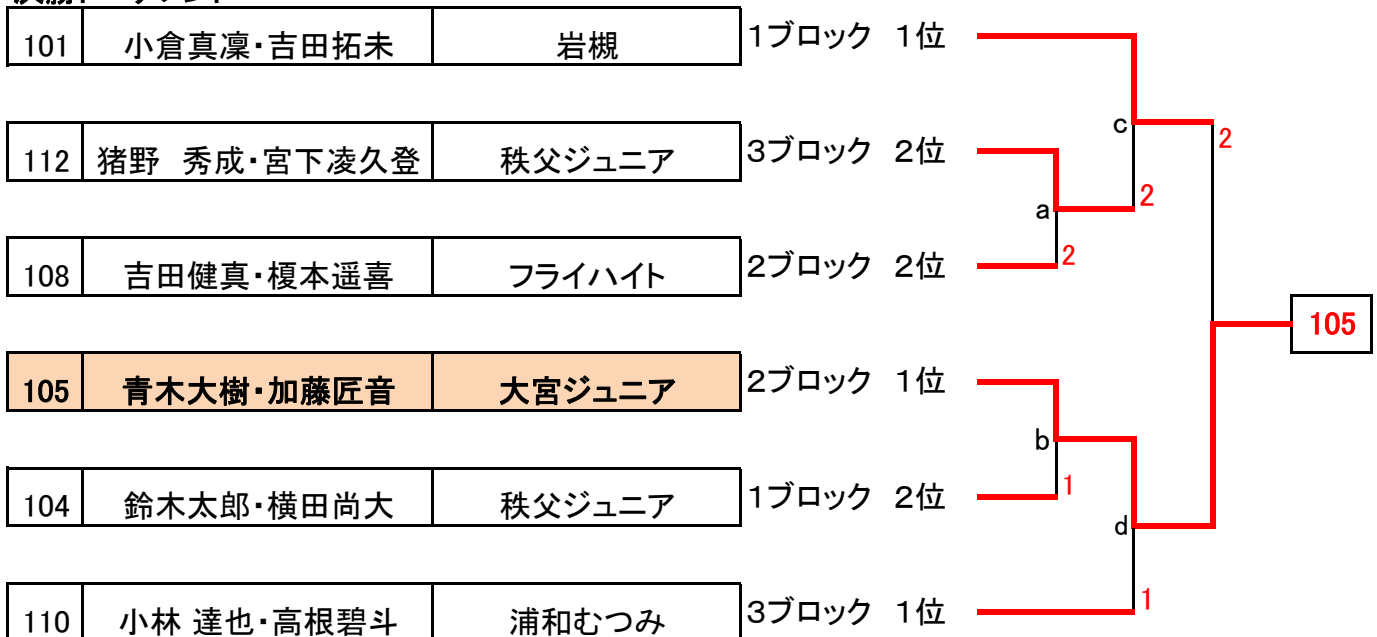 101 小倉真凜・吉田拓未 岩槻 1ブロック 1位
c
2
112 猪野 秀成・宮下凌久登 秩父ジュニア 3ブロック 2位
a
2
108 吉田健真・榎本遥喜 フライハイト 2ブロック 2位
2
105
105 青木大樹・加藤匠音 大宮ジュニア 2ブロック 1位
b
104 鈴木太郎・横田尚大 秩父ジュニア 1ブロック 2位
1
d
110 小林 達也・高根碧斗 浦和むつみ 3ブロック 1位
1